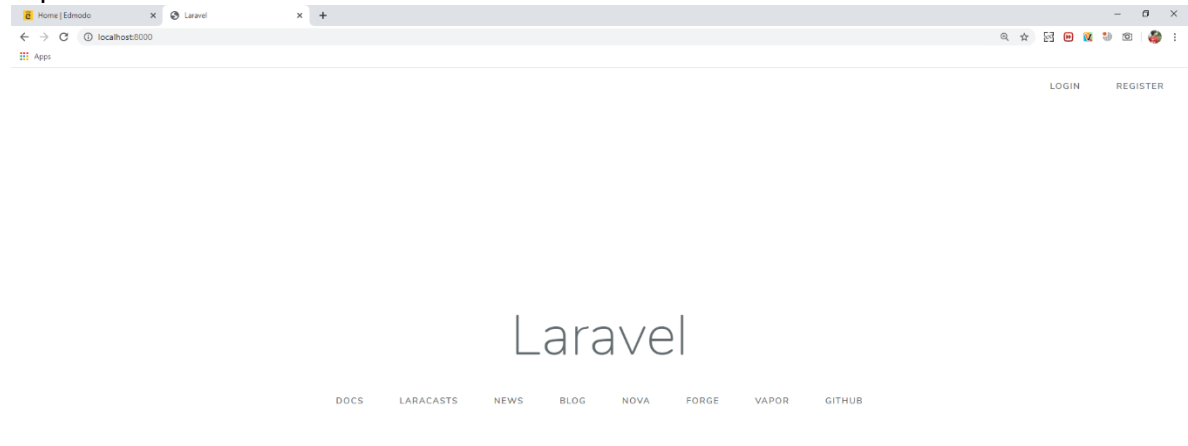 Home | Edmodo Laravel
localhost:8000
Apps
LOGIN REGISTER
Laravel
DOCS LARACASTS NEWS BLOG NOVA FORGE VAPOR GITHUB